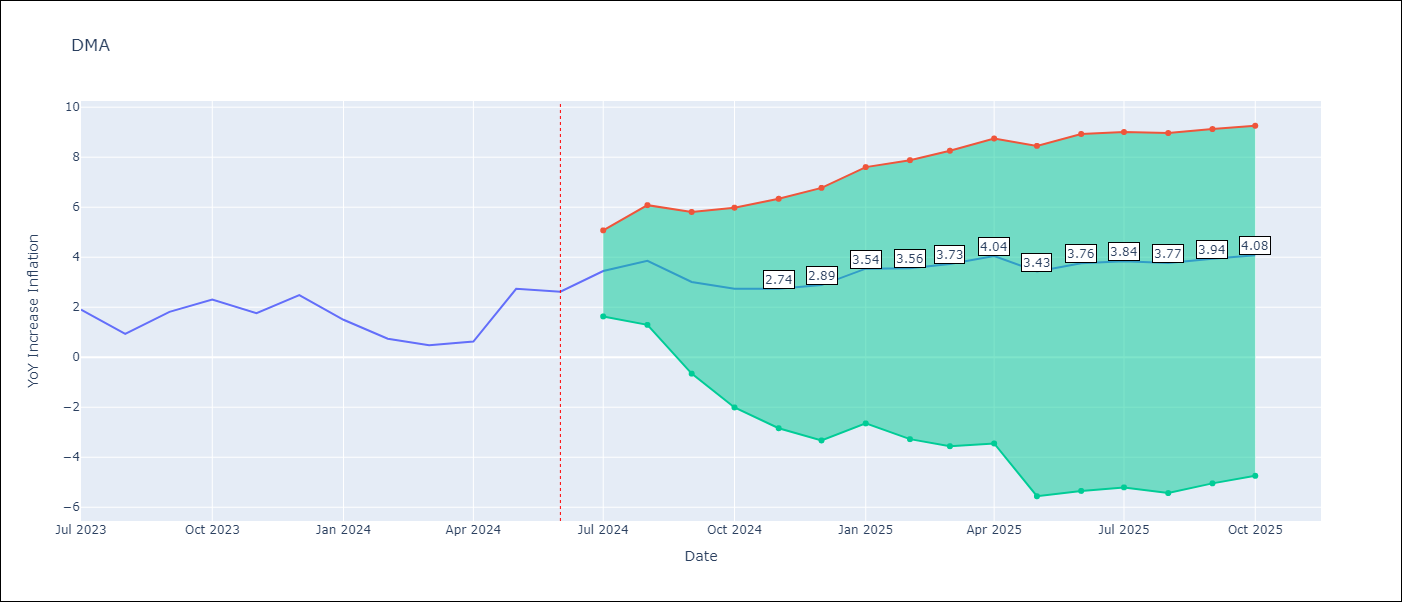 DMA
YoY Increase Inflation
10
8
6
4
2
0
−2
−4
−6
2.74
2.89
3.54
3.56
3.73
4.04
3.43
3.76
3.84
3.77
3.94
4.08
Jul 2023
Oct 2023
Jan 2024
Apr 2024
Jul 2024
Oct 2024
Jan 2025
Apr 2025
Jul 2025
Oct 2025
Date